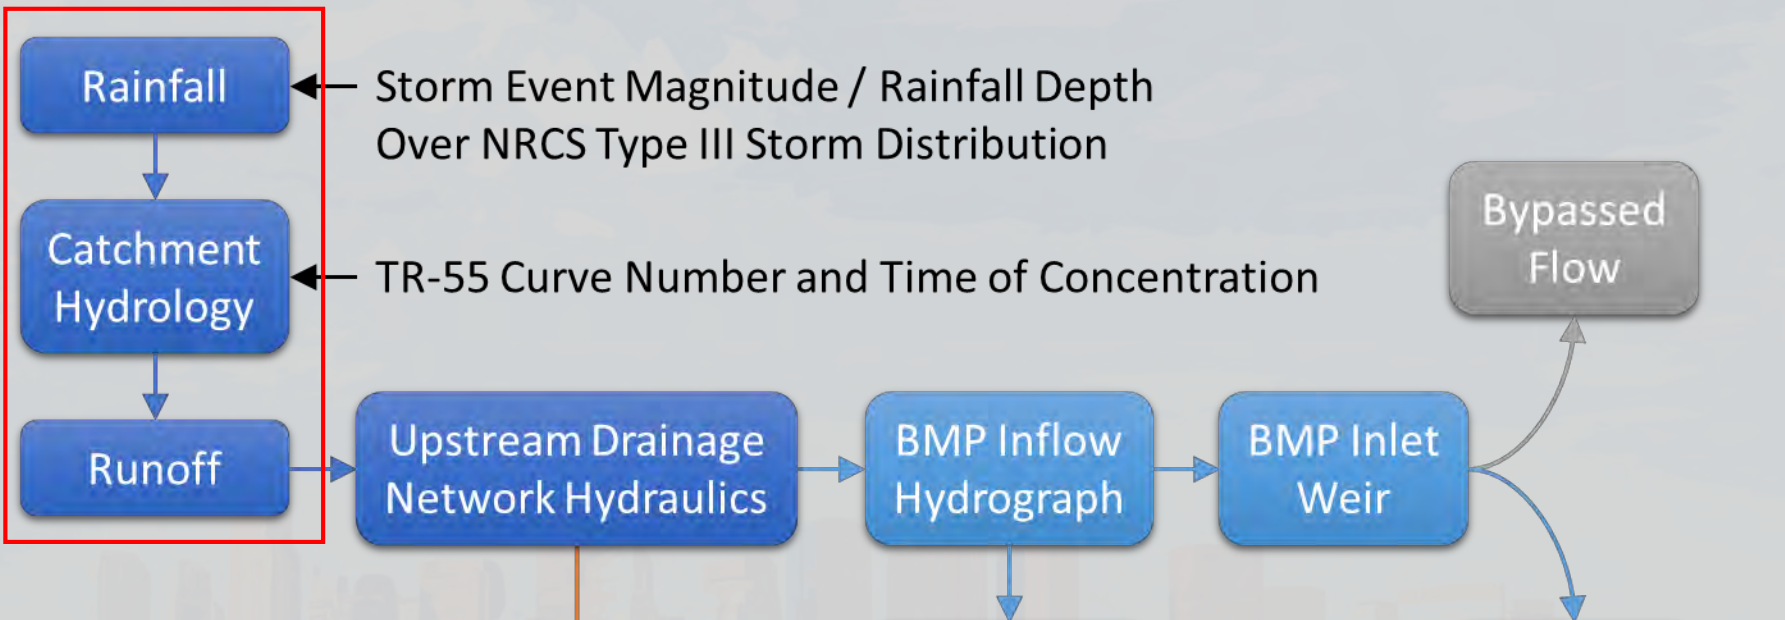 Rainfall
Storm Event Magnitude / Rainfall Depth
Over NRCS Type III Storm Distribution
Catchment
Hydrology
TR-55 Curve Number and Time of Concentration
Bypassed
Flow
Runoff
Upstream Drainage
Network Hydraulics
BMP Inflow
Hydrograph
BMP Inlet
Weir